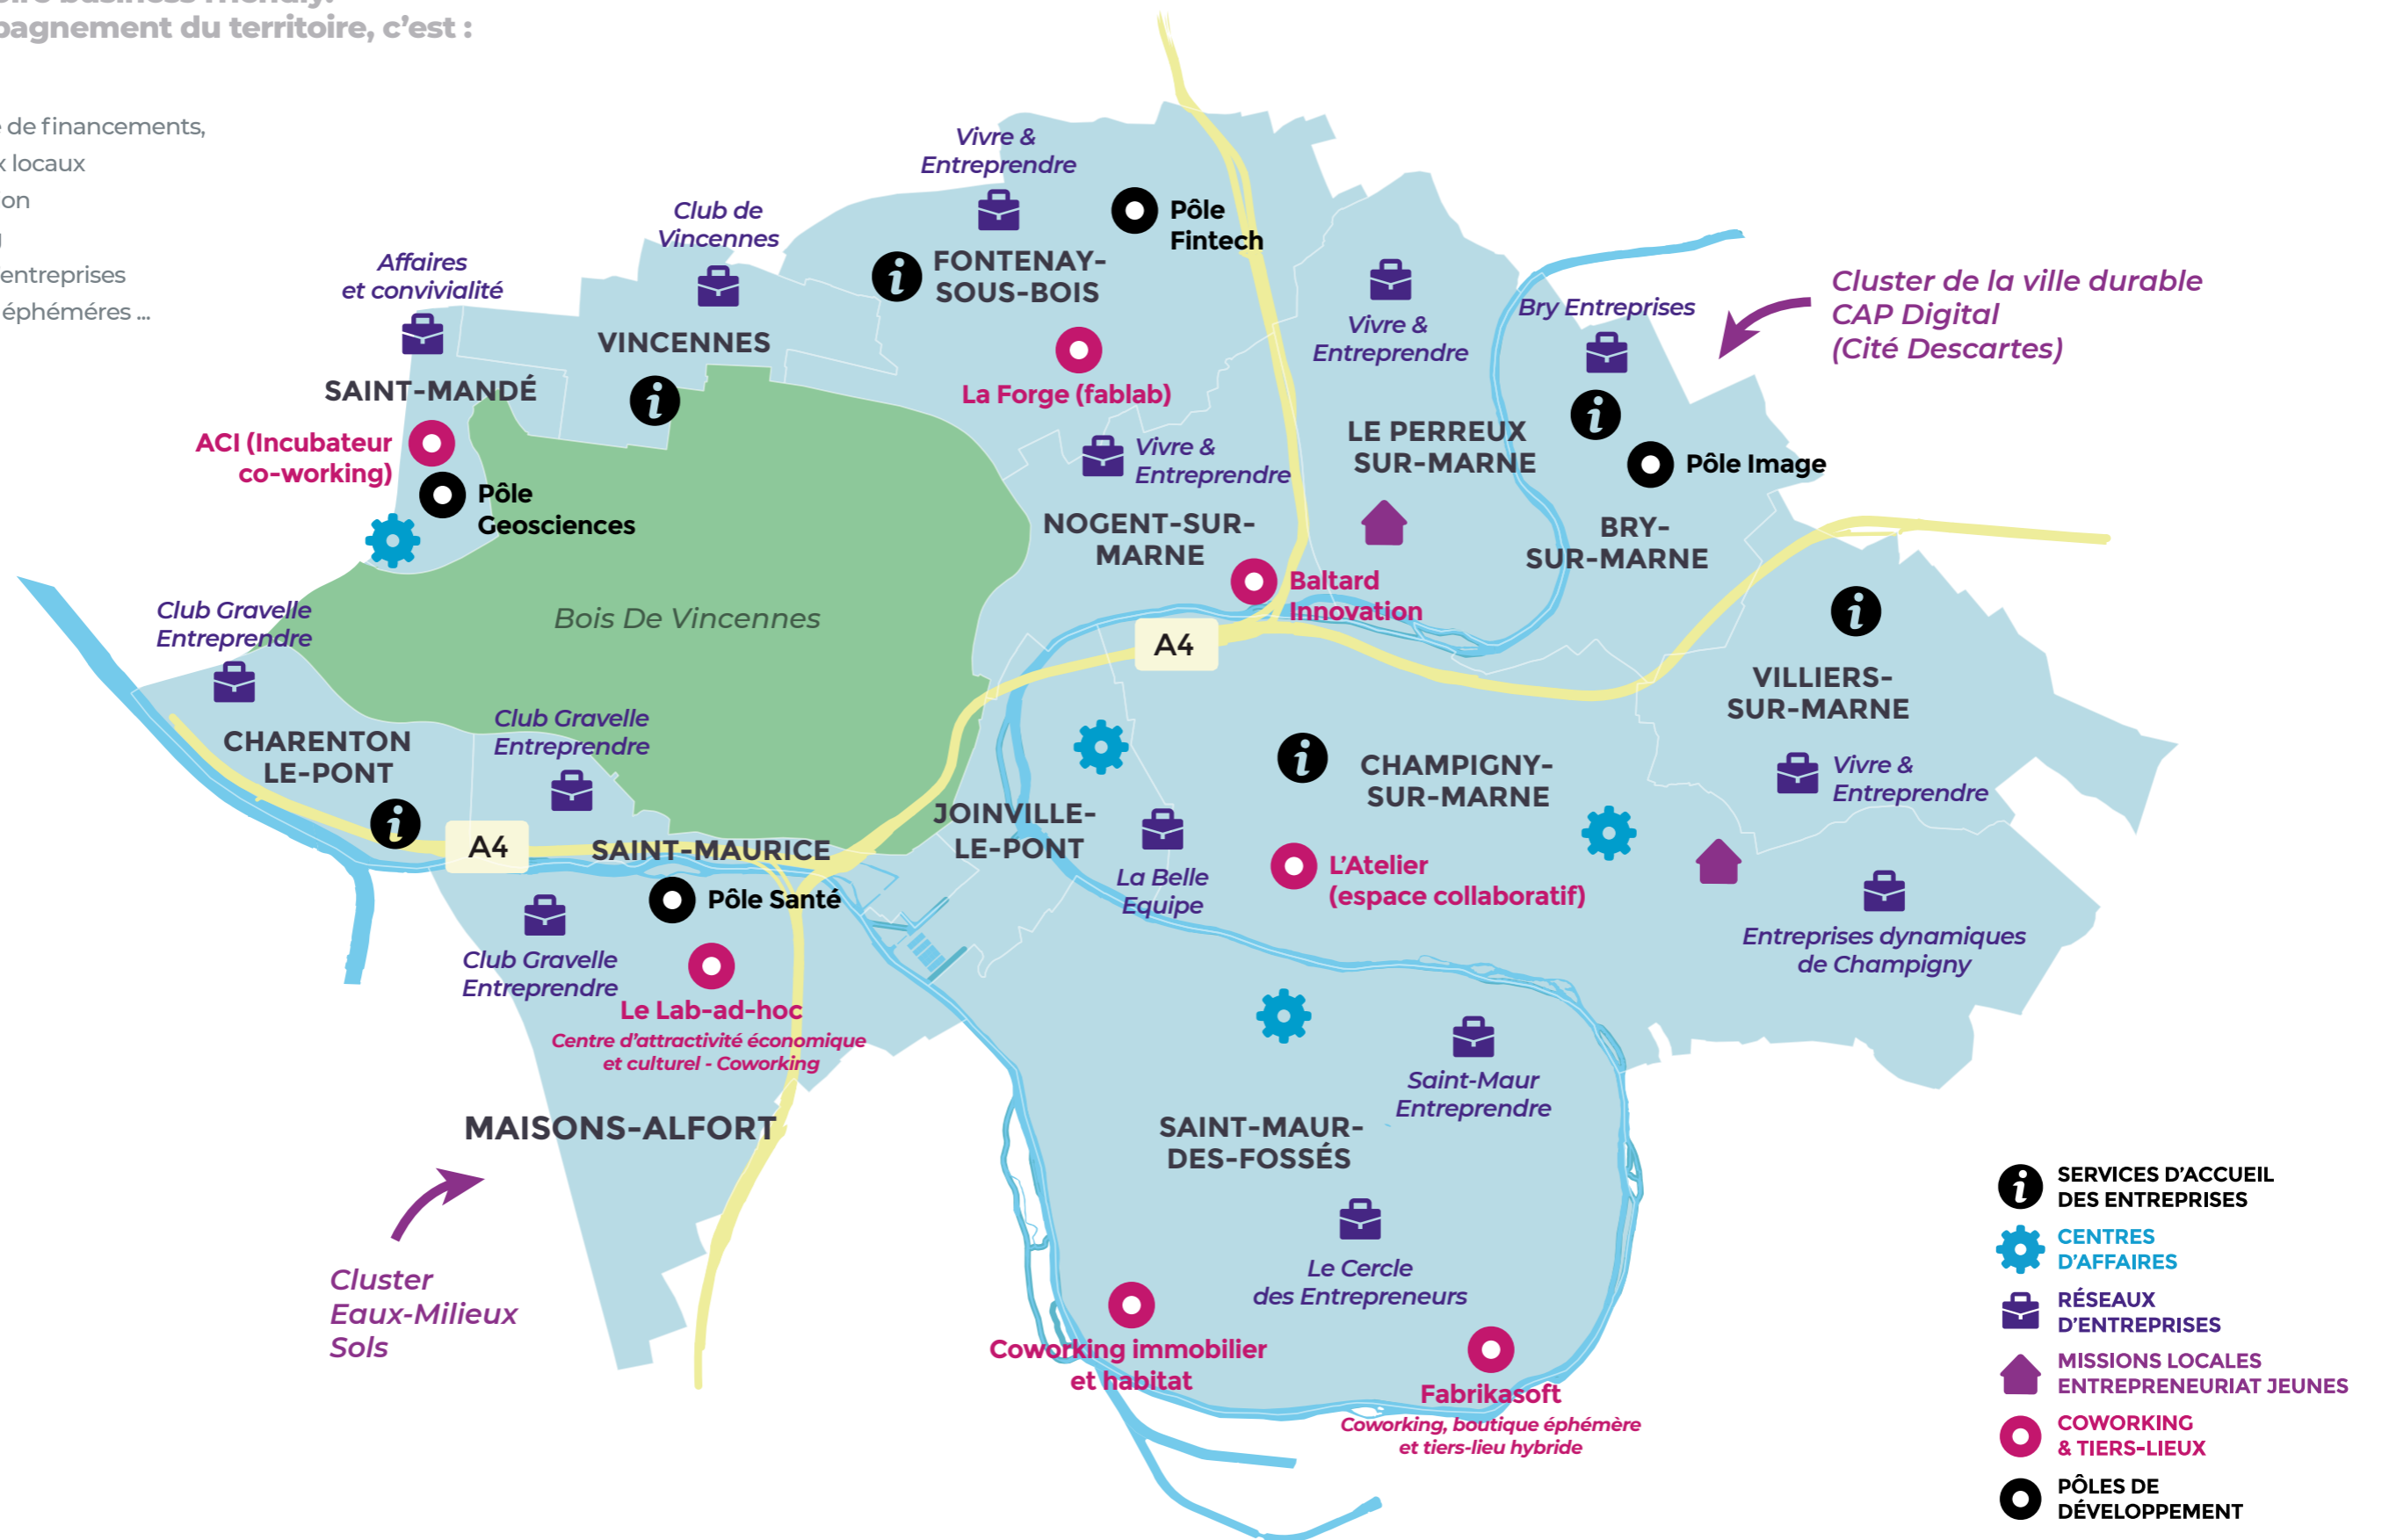 business friendly.
du territoire, c’est :
de financements,
locaux
entreprises
éphéméres ...
Vivre &
Entreprendre
Pôle
Fintech
Club de
Vincennes
FONTENAY-
SOUS-BOIS
Affaires
et convivialité
Vivre &
Entreprendre
Bry Entreprises
Cluster de la ville durable
CAP Digital
(Cité Descartes)
VINCENNES
SAINT-MANDÉ
La Forge (fablab)
ACI (Incubateur
co-working)
Pôle
Geosciences
Vivre &
Entreprendre
LE PERREUX
SUR-MARNE
Pôle Image
NOGENT-SUR-
MARNE
BRY-
SUR-MARNE
Baltard
Innovation
Club Gravelle
Entreprendre
Bois De Vincennes
A4
VILLIERS-
SUR-MARNE
CHARENTON
LE-PONT
Club Gravelle
Entreprendre
CHAMPIGNY-
SUR-MARNE
Vivre &
Entreprendre
A4
SAINT-MAURICE
JOINVILLE-
LE-PONT
La Belle
Equipe
L’Atelier
(espace collaboratif)
Pôle Santé
Club Gravelle
Entreprendre
Entreprises dynamiques
de Champigny
Le Lab-ad-hoc
Centre d’attractivité économique
et culturel - Coworking
MAISONS-ALFORT
Saint-Maur
Entreprendre
SAINT-MAUR-
DES-FOSSÉS
Cluster
Eaux-Milieux
Sols
Le Cercle
des Entrepreneurs
Coworking immobilier
et habitat
Fabrikasoft
Coworking, boutique éphémère
et tiers-lieu hybride
SERVICES D’ACCUEIL
DES ENTREPRISES
CENTRES
D’AFFAIRES
RÉSEAUX
D’ENTREPRISES
MISSIONS LOCALES
ENTREPRENEURIAT JEUNES
COWORKING
& TIERS-LIEUX
PÔLES DE
DÉVELOPPEMENT